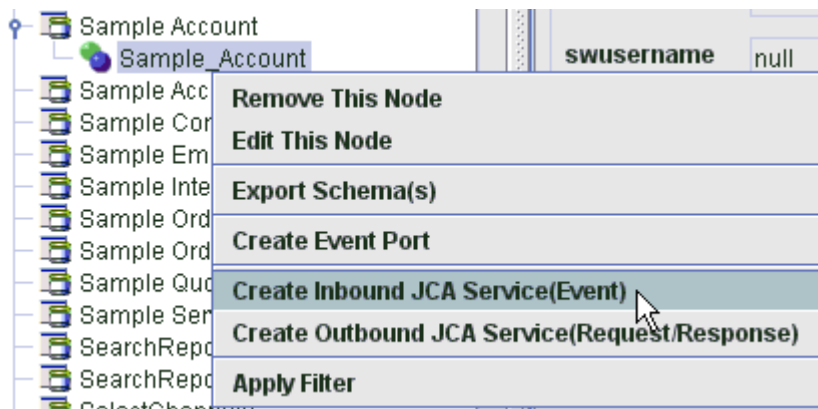 Sample Account
Sample_Account
swusername null
Sample Acc
Remove This Node
Sample Cor
Edit This Node
Sample Em
Sample Inte
Export Schema(s)
Sample Ord
Create Event Port
Sample Ord
Sample Quo
Create Inbound JCA Service(Event)
Sample Ser
Create Outbound JCA Service(Request/Response)
SearchRepo
SearchRepo
Apply Filter